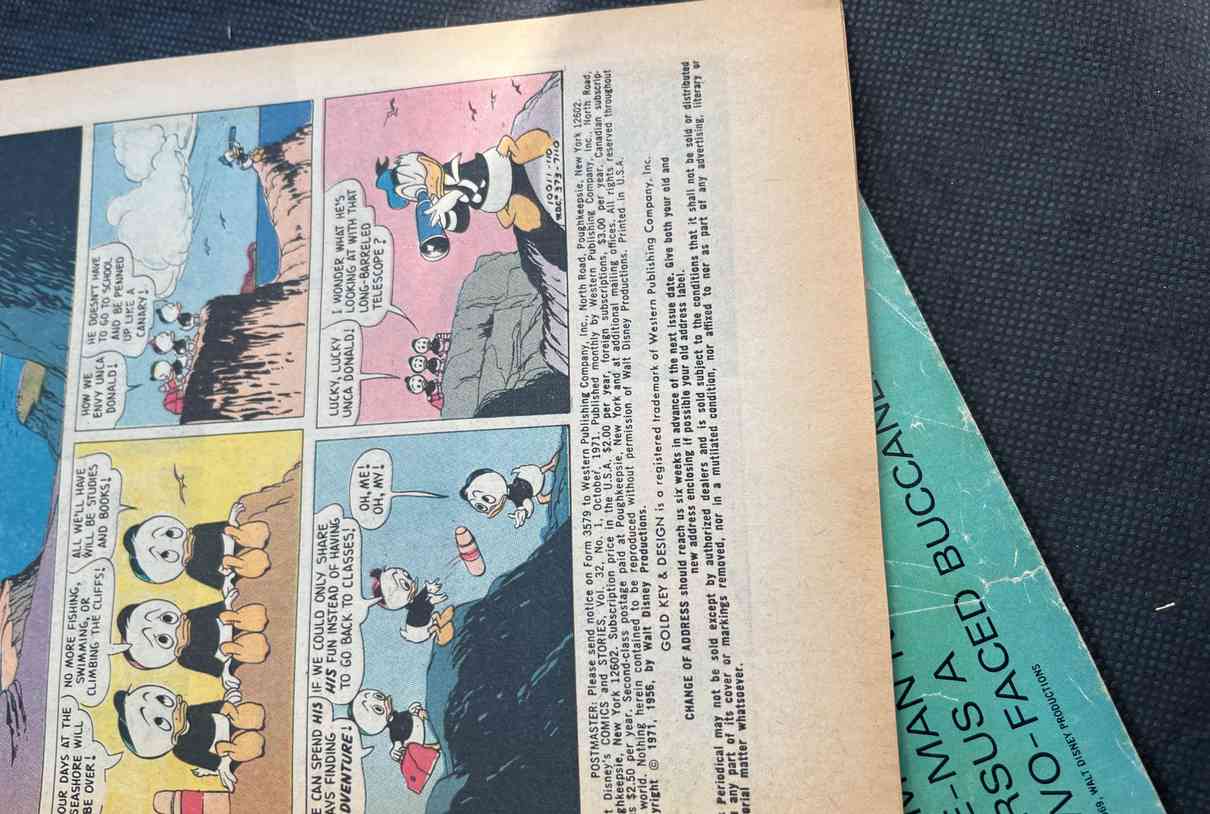 OUR DAYS AT THE
SEASHORE WILL
BE OVER!
NO MORE FISHING,
SWIMMING, OR
CLIMBING THE CLIFFS!
ALL WE'LL HAVE
WILL BE STUDIES
AND BOOKS!
HOW WE
ENVY UNCA
DONALD!
HE DOESN'T HAVE
TO GO TO SCHOOL
AND BE PENNED
UP LIKE A
CANARY!
E CAN SPEND HIS
AYS FINDING
DVENTURE!
IF WE COULD ONLY SHARE
HIS FUN INSTEAD OF HAVING
TO GO BACK TO CLASSES!
OH, ME!
OH, MY!
LUCKY, LUCKY
UNCA DONALD!
I WONDER WHAT HE'S
LOOKING AT WITH THAT
LONG-BARRELED
TELESCOPE?
10011-110
WDC*373-7110
POSTMASTER: Please send notice on Form 3579 to Western Publishing Company, Inc., North Road, Poughkeepsie, New York 12602.
t Disney's COMICS and STORIES, Vol. 32, No. 1, October, 1971. Published monthly by Western Publishing Company, Inc., North Road,
ghkeepsie, New York 12602. Subscription price in the U.S.A. $2.00 per year, foreign subscriptions, $3.00 per year, Canadian subscrip-
s $2.50 per year. Second-class postage paid at Poughkeepsie, New York and at additional mailing offices. All rights reserved throughout
world. Nothing herein contained to be reproduced without permission of Walt Disney Productions. Printed in U.S.A.
yright © 1971, 1956, by Walt Disney Productions.
GOLD KEY & DESIGN is a registered trademark of Western Publishing Company, Inc.
CHANGE OF ADDRESS should reach us six weeks in advance of the next issue date. Give both your old and
new address enclosing if possible your old address label.
Periodical may not be sold except by authorized dealers and is sold subject to the conditions that it shall not be sold or distributed
any part of its cover or markings removed, nor in a mutilated condition, nor affixed to nor as part of any advertising, literary or
erial matter whatsoever.
E-MAN
RSUS A
WO-FACED BUCCANE
969, WALT DISNEY PRODUCTIONS